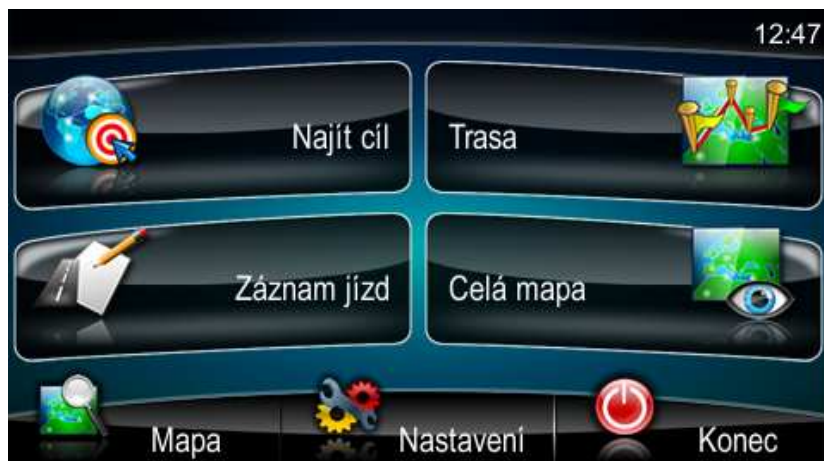 12:47
Najít cíl
Trasa
Záznam jízd
Celá mapa
Mapa
Nastavení
Konec